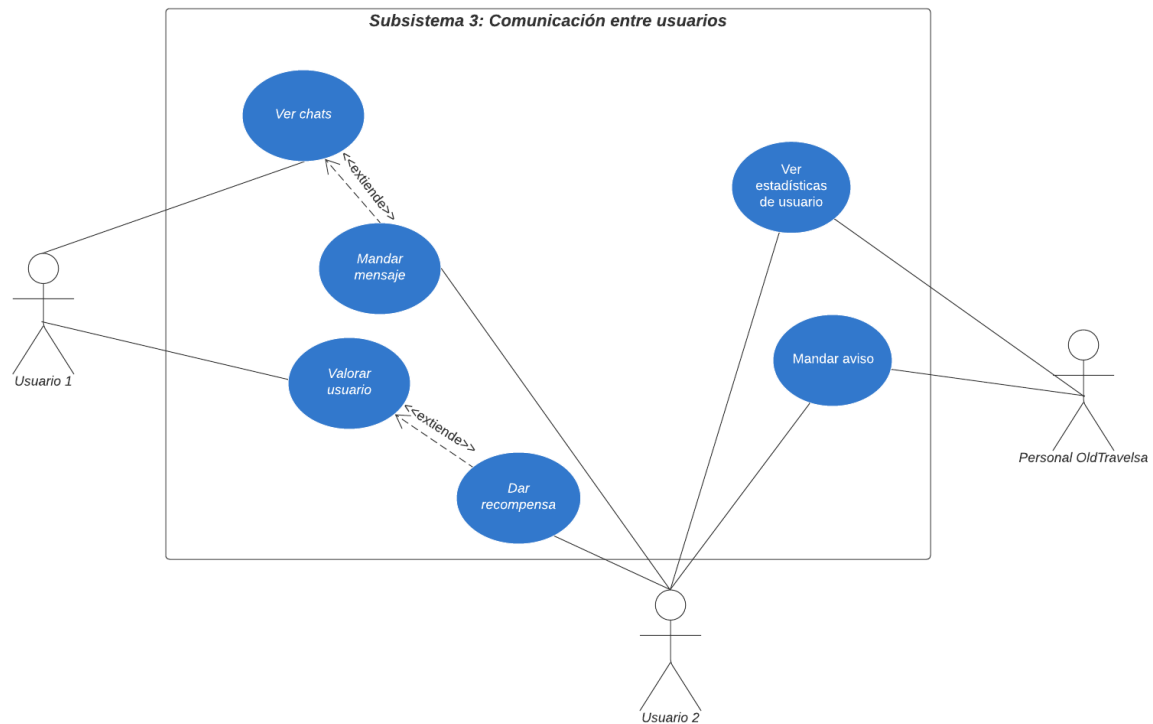 Subsistema 3: Comunicación entre usuarios
Ver chats
<<extiende>>
Mandar
mensaje
Ver
estadísticas
de usuario
Usuario 1
Valorar
usuario
Mandar aviso
<<extiende>>
Dar
recompensa
Personal OldTravelsa
Usuario 2